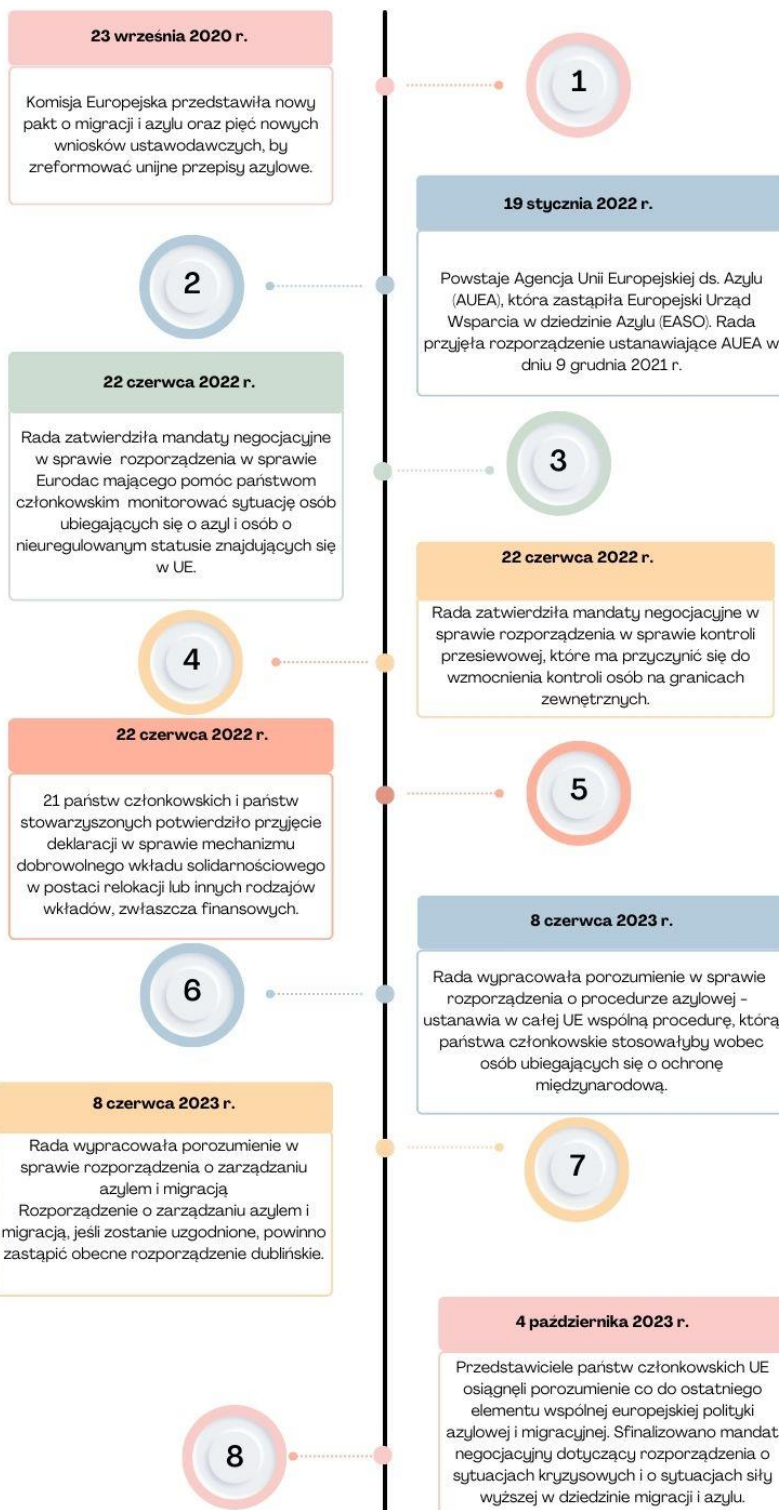 23 września 2020 r.
1
Komisja Europejska przedstawiła nowy
pakt o migracji i azylu oraz pięć nowych
wniosków ustawodawczych, by
zreformować unijne przepisy azylowe.
19 stycznia 2022 r.
2
Powstaje Agencja Unii Europejskiej ds. Azylu
(AUEA), która zastąpiła Europejski Urząd
Wsparcia w dziedzinie Azylu (EASO). Rada
przyjęła rozporządzenie ustanawiające AUEA w
dniu 9 grudnia 2021 r.
22 czerwca 2022 r.
3
Rada zatwierdziła mandaty negocjacyjne
w sprawie rozporządzenia w sprawie
Eurodac mającego pomóc państwom
członkowskim monitorować sytuację osób
ubiegających się o azyl i osób o
nieuregulowanym statusie znajdujących się
w UE.
22 czerwca 2022 r.
4
Rada zatwierdziła mandaty negocjacyjne w
sprawie rozporządzenia w sprawie kontroli
przesiewowej, które ma przyczynić się do
wzmocnienia kontroli osób na granicach
zewnętrznych.
22 czerwca 2022 r.
5
21 państw członkowskich i państw
stowarzyszonych potwierdziło przyjęcie
deklaracji w sprawie mechanizmu
dobrowolnego wkładu solidarnościowego
w postaci relokacji lub innych rodzajów
wkładów, zwłaszcza finansowych.
8 czerwca 2023 r.
6
Rada wypracowała porozumienie w sprawie
rozporządzenia o procedurze azylowej –
ustanawia w całej UE wspólną procedurę, którą
państwa członkowskie stosowałyby wobec
osób ubiegających się o ochronę
międzynarodową.
8 czerwca 2023 r.
7
Rada wypracowała porozumienie w
sprawie rozporządzenia o zarządzaniu
azylem i migracją
Rozporządzenie o zarządzaniu azylem i
migracją, jeśli zostanie uzgodnione, powinno
zastąpić obecne rozporządzenie dublińskie.
4 października 2023 r.
8
Przedstawiciele państw członkowskich UE
osiągnęli porozumienie co do ostatniego
elementu wspólnej europejskiej polityki
azylowej i migracyjnej. Sfinalizowano mandat
negocjacyjny dotyczący rozporządzenia o
sytuacjach kryzysowych i o sytuacjach siły
wyższej w dziedzinie migracji i azylu.